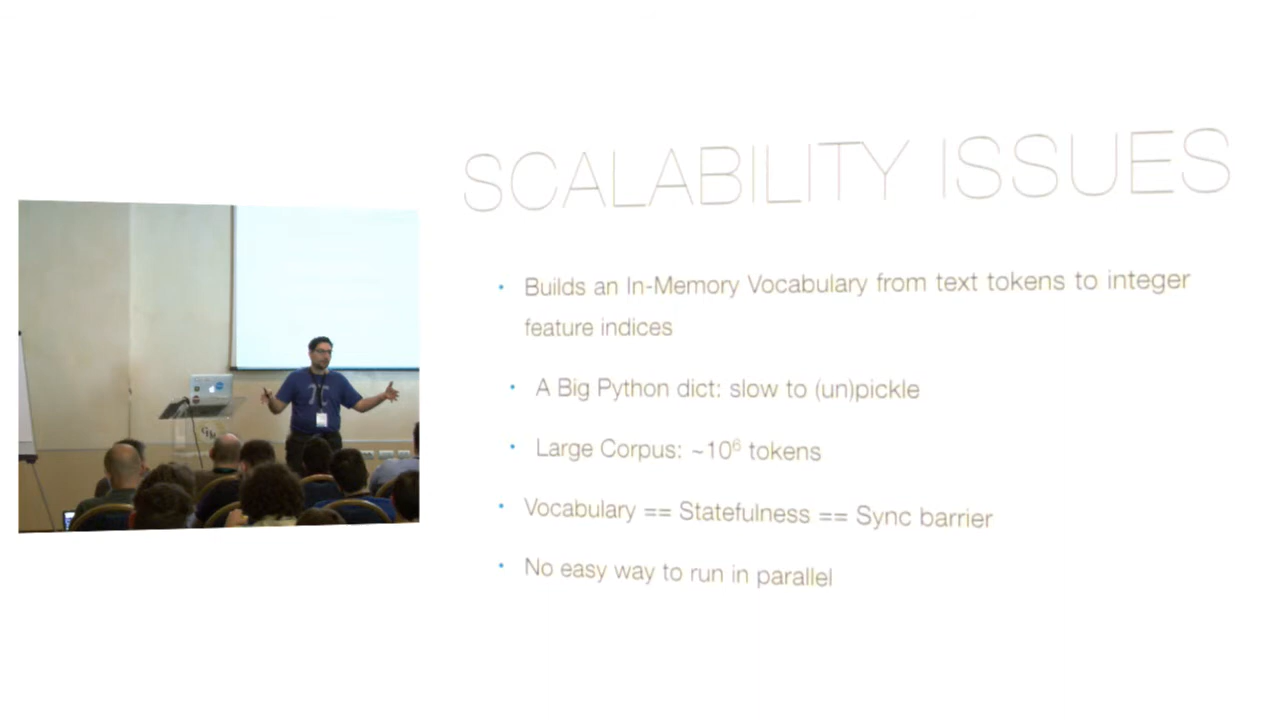 SCALABILITY ISSUES
Builds an In-Memory Vocabulary from text tokens to integer
feature indices
A Big Python dict: slow to (un)pickle
Large Corpus: ~10⁶ tokens
Vocabulary == Statefulness == Sync barrier
No easy way to run in parallel